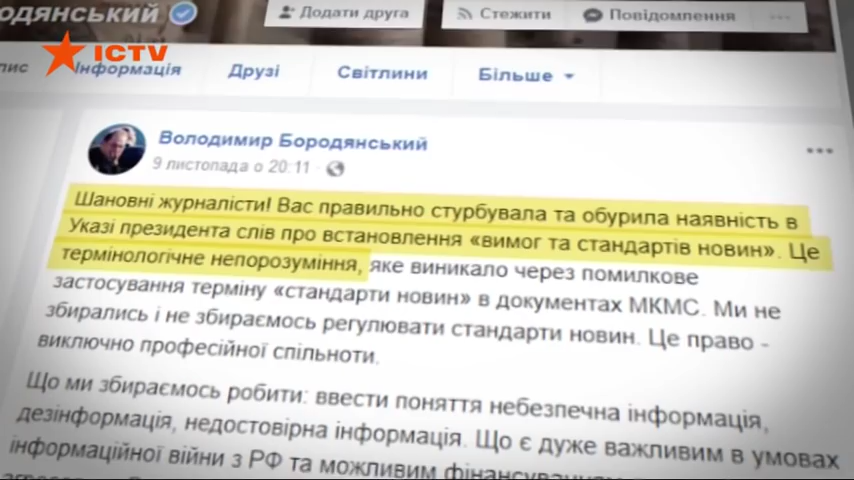 одянський
Додати друга
Стежити
Повідомлення
ICTV
пис
Інформація
Друзі
Світлини
Більше
Володимир Бородянський
9 листопада о 20:11
Шановні журналісти! Вас правильно стурбувала та обурила наявність в
Указі президента слів про встановлення «вимог та стандартів новин». Це
термінологічне непорозуміння, яке виникало через помилкове
застосування терміну «стандарти новин» в документах МКМС. Ми не
збирались і не збираємось регулювати стандарти новин. Це право -
виключно професійної спільноти.
Що ми збираємось робити: ввести поняття небезпечна інформація,
дезінформація, недостовірна інформація. Що є дуже важливим в умовах
інформаційної війни з РФ та можливим фінансуванням